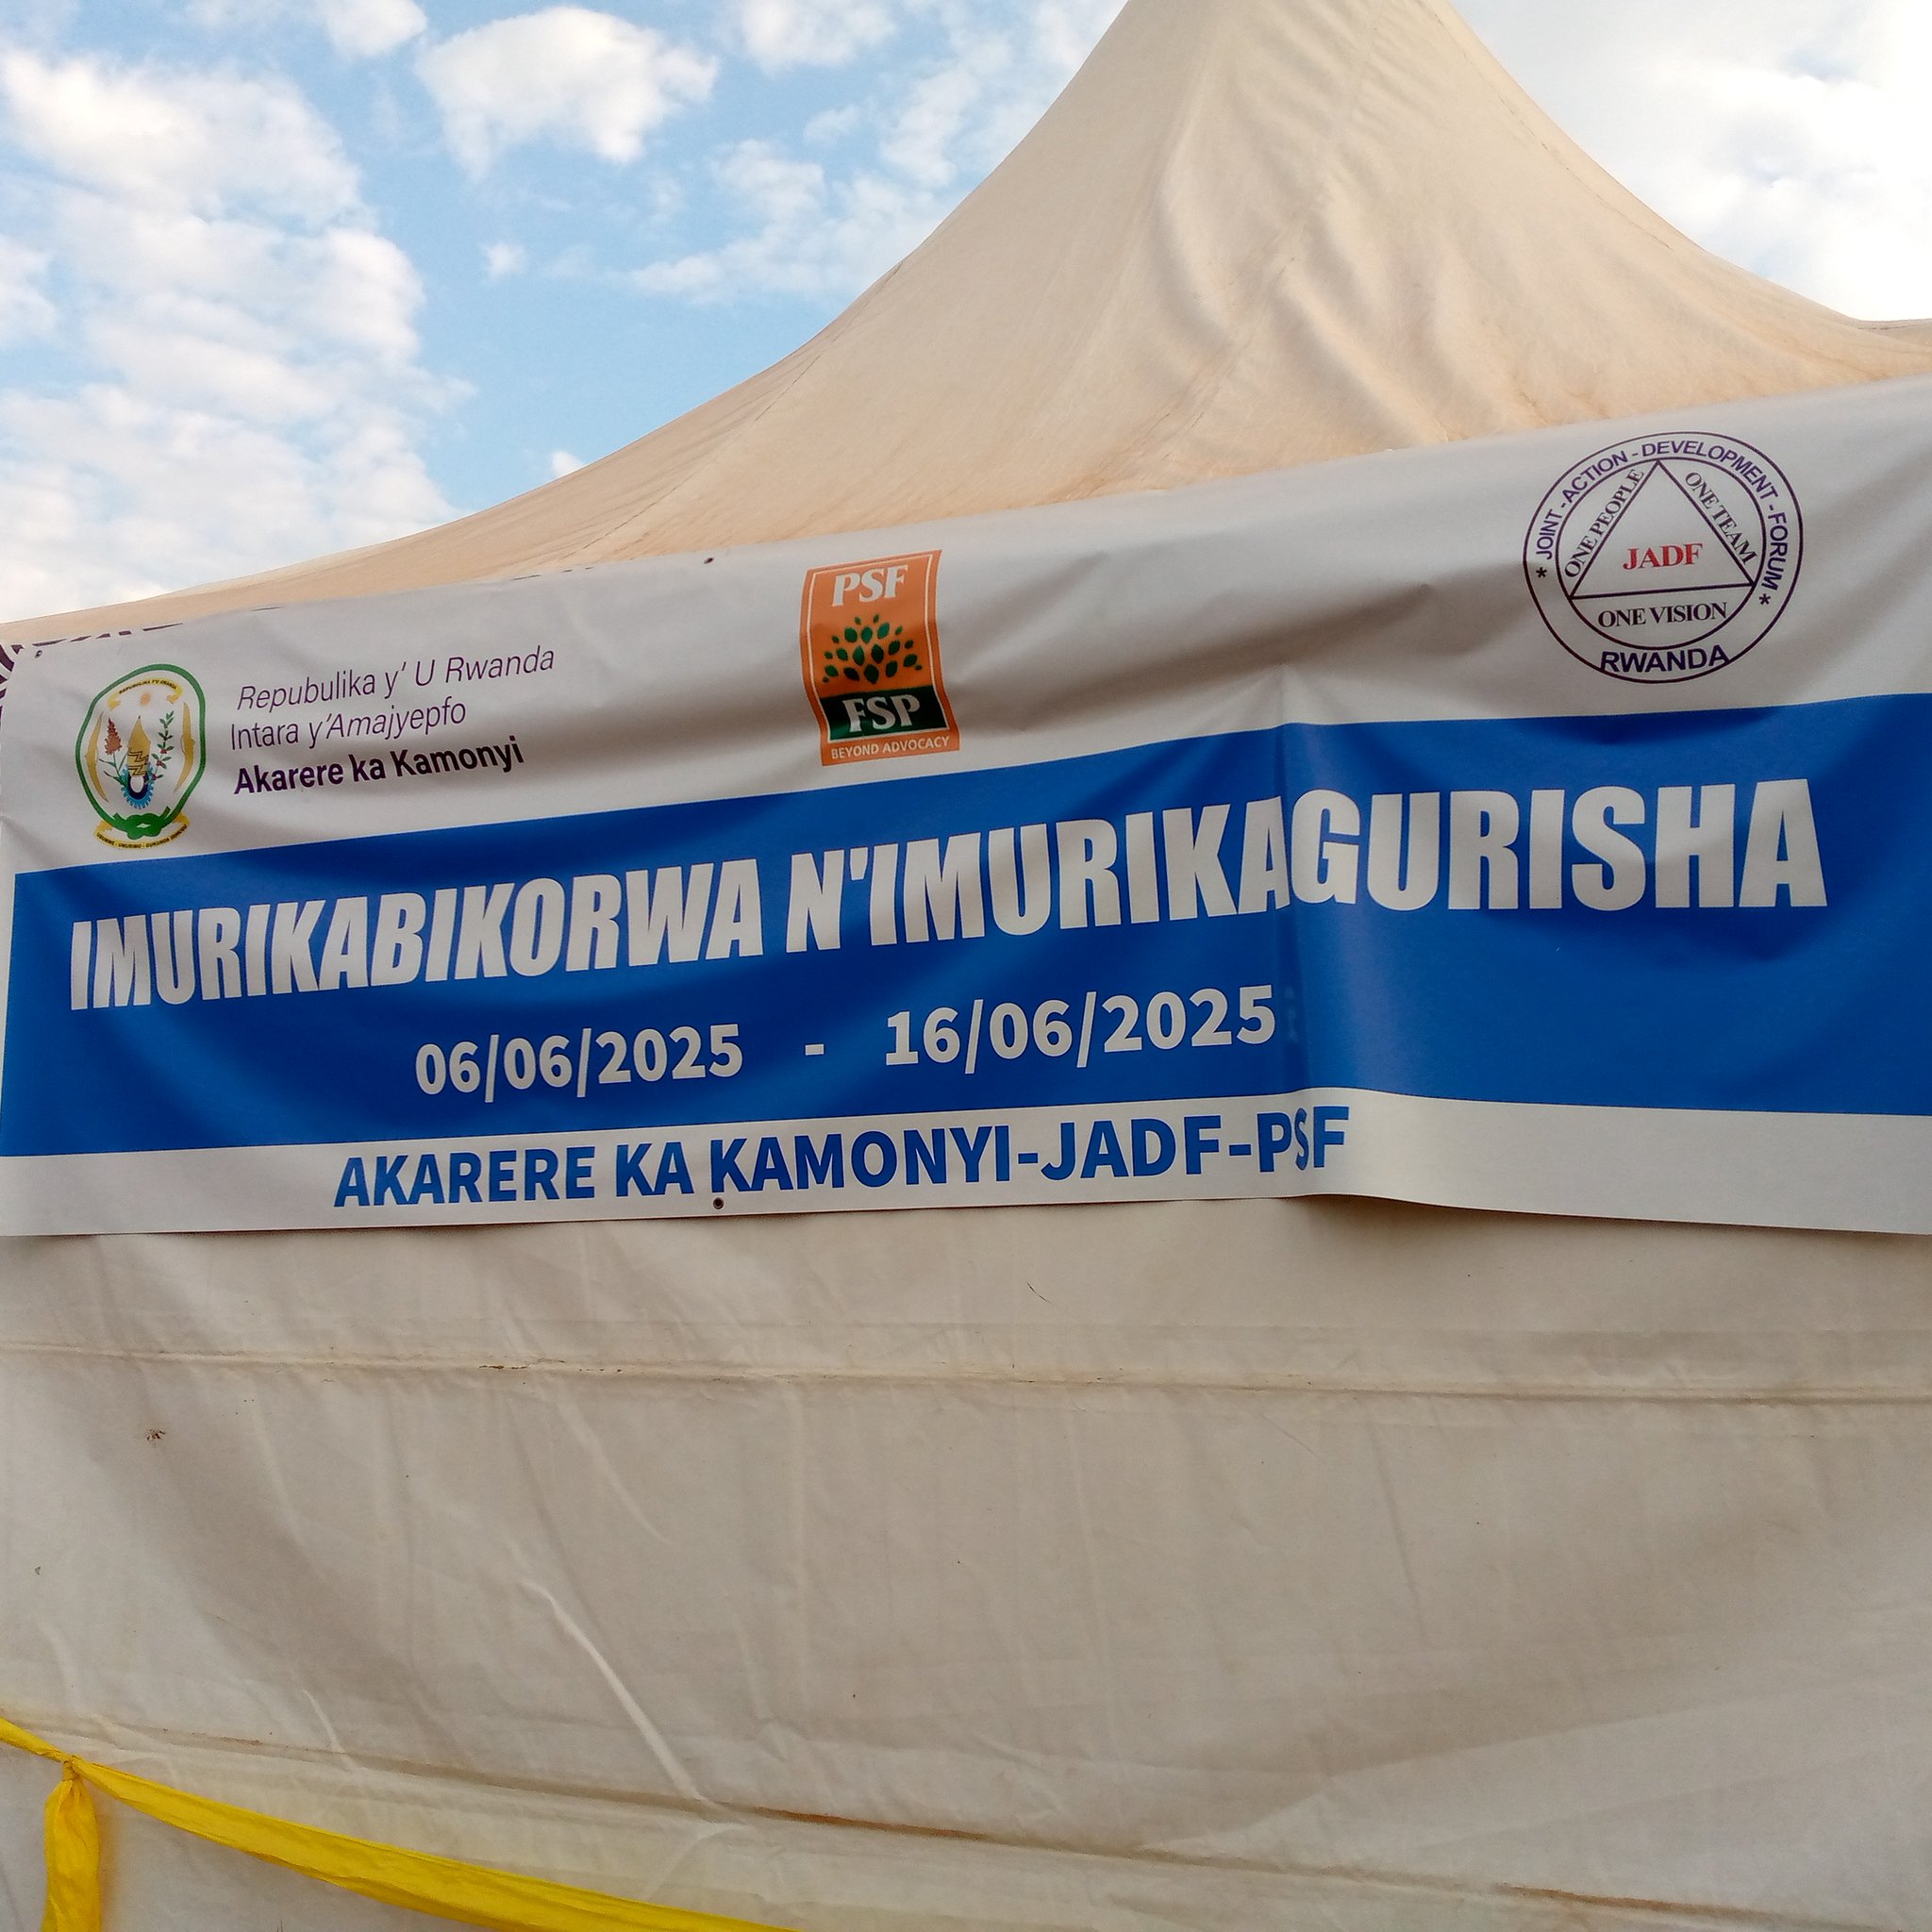 Repubulika y' U Rwanda
Intara y'Amajyepfo
Akarere ka Kamonyi
PSF
FSP
BEYOND ADVOCACY
* JOINT - ACTION - DEVELOPMENT - FORUM *
ONE PEOPLE
ONE TEAM
JADF
ONE VISION
RWANDA
IMURIKABIKORWA N'IMURIKAGURISHA
06/06/2025 - 16/06/2025
AKARERE KA KAMONYI-JADF-PSF